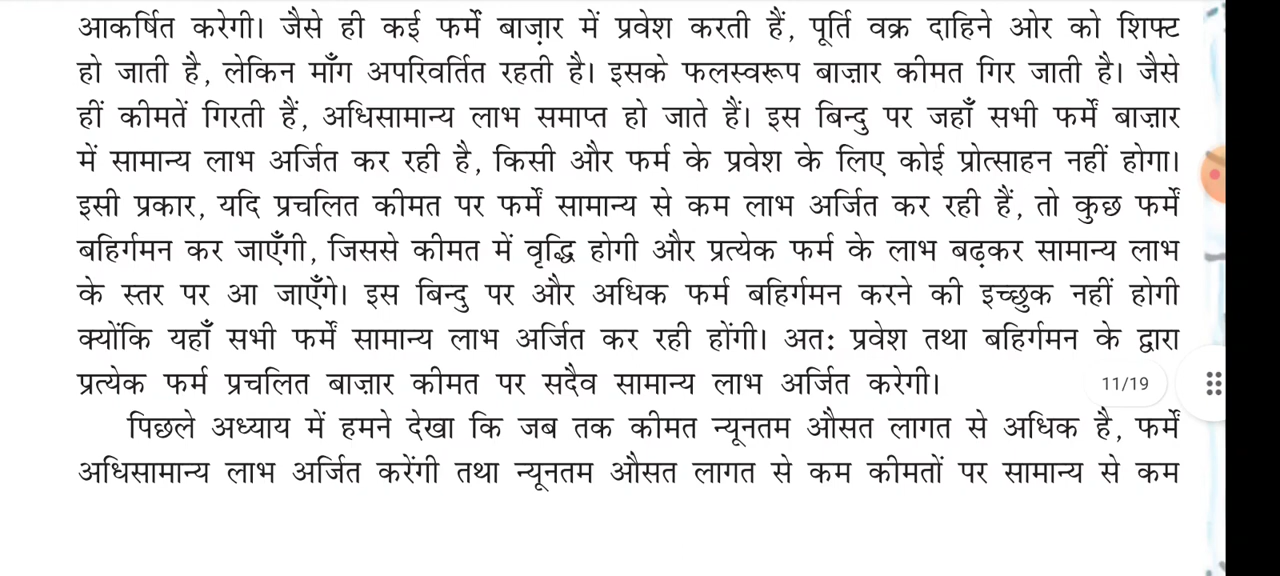 आकर्षित करेगी। जैसे ही कई फर्में बाज़ार में प्रवेश करती हैं, पूर्ति वक्र दाहिने ओर को शिफ्ट
हो जाती है, लेकिन माँग अपरिवर्तित रहती है। इसके फलस्वरूप बाज़ार कीमत गिर जाती है। जैसे
हीं कीमतें गिरती हैं, अधिसामान्य लाभ समाप्त हो जाते हैं। इस बिन्दु पर जहाँ सभी फर्में बाज़ार
में सामान्य लाभ अर्जित कर रही है, किसी और फर्म के प्रवेश के लिए कोई प्रोत्साहन नहीं होगा।
इसी प्रकार, यदि प्रचलित कीमत पर फर्में सामान्य से कम लाभ अर्जित कर रही हैं, तो कुछ फर्में
बहिर्गमन कर जाएँगी, जिससे कीमत में वृद्धि होगी और प्रत्येक फर्म के लाभ बढ़कर सामान्य लाभ
के स्तर पर आ जाएँगे। इस बिन्दु पर और अधिक फर्म बहिर्गमन करने की इच्छुक नहीं होगी
क्योंकि यहाँ सभी फर्में सामान्य लाभ अर्जित कर रही होंगी। अतः प्रवेश तथा बहिर्गमन के द्वारा
प्रत्येक फर्म प्रचलित बाज़ार कीमत पर सदैव सामान्य लाभ अर्जित करेगी।
11/19
पिछले अध्याय में हमने देखा कि जब तक कीमत न्यूनतम औसत लागत से अधिक है, फर्में
अधिसामान्य लाभ अर्जित करेंगी तथा न्यूनतम औसत लागत से कम कीमतों पर सामान्य से कम